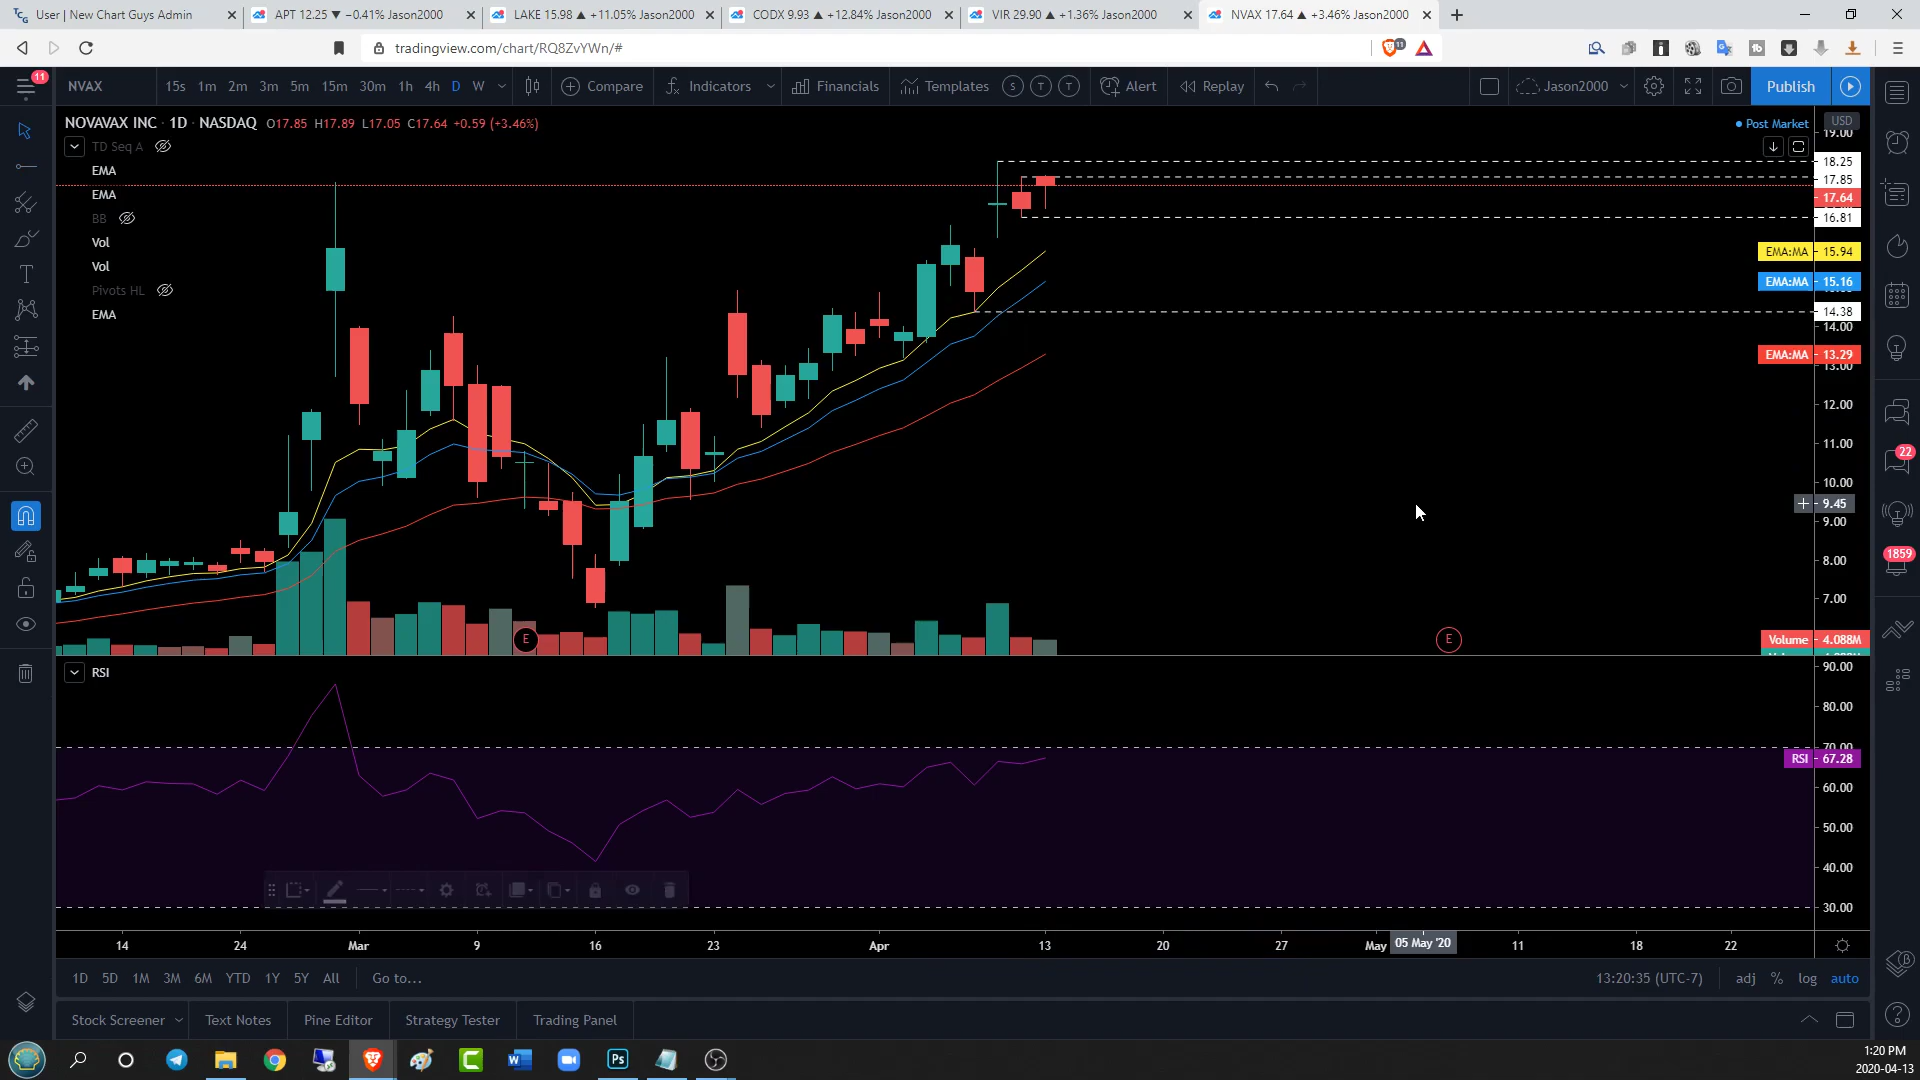 User | New Chart Guys Admin
APT 12.25 ▼ −0.41% Jason2000
LAKE 15.98 ▲ +11.05% Jason2000
CODX 9.93 ▲ +12.84% Jason2000
VIR 29.90 ▲ +1.36% Jason2000
NVAX 17.64 ▲ +3.46% Jason2000
tradingview.com/chart/RQ8ZvYWn/#
11
11
NVAX 15s 1m 2m 3m 5m 15m 30m 1h 4h D W Compare Indicators Financials Templates S T T Alert Replay Jason2000 Publish
NOVAVAX INC · 1D · NASDAQ O17.85 H17.89 L17.05 C17.64 +0.59 (+3.46%)
Post Market
USD
TD Seq A
EMA
EMA
BB
Vol
Vol
Pivots HL
EMA
19.00
18.25
17.85
17.64
16.81
EMA:MA 15.94
EMA:MA 15.16
14.38
14.00
EMA:MA 13.29
13.00
12.00
11.00
10.00
9.45
9.00
8.00
7.00
22
1859
E
E
Volume 4.088M
RSI
90.00
80.00
70.00
RSI 67.28
60.00
50.00
40.00
30.00
14 24 Mar 9 16 23 Apr 13 20 27 May 05 May '20 11 18 22
1D 5D 1M 3M 6M YTD 1Y 5Y All Go to... 13:20:35 (UTC-7) adj % log auto
Stock Screener Text Notes Pine Editor Strategy Tester Trading Panel
1:20 PM
2020-04-13